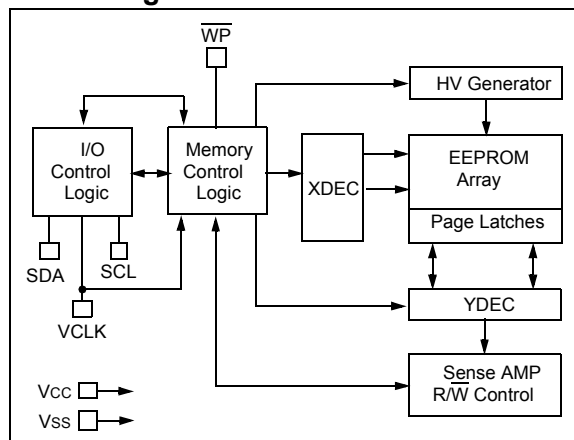 WP
HV Generator
I/O
Control
Logic
Memory
Control
Logic
XDEC
EEPROM
Array
Page Latches
SDA
SCL
VCLK
YDEC
Sense AMP
R/W Control
Vcc
Vss